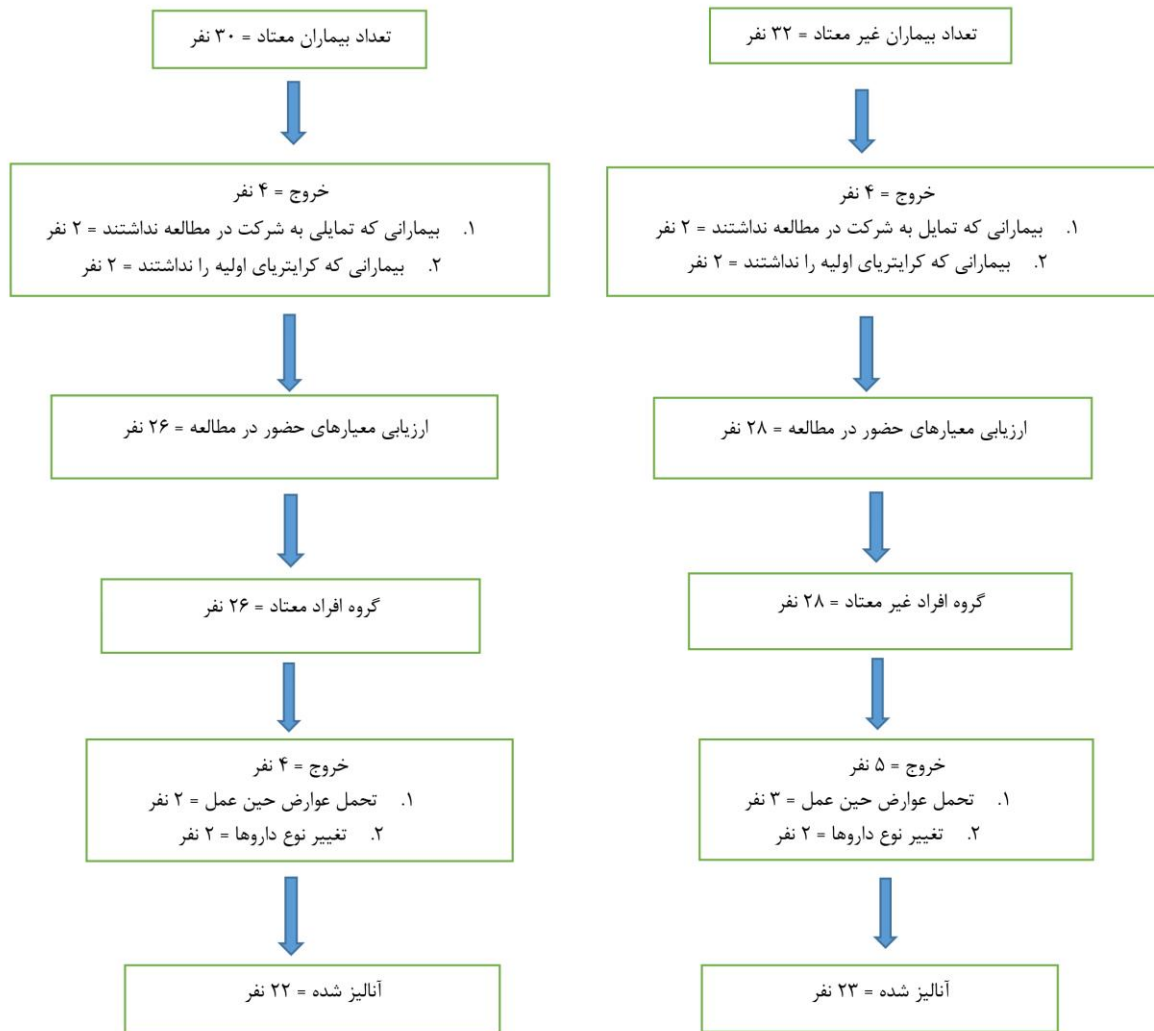 تعداد بیماران غیر معتاد = ۳۲ نفر
خروج = ۴ نفر
۱. بیمارانی که تمایل به شرکت در مطالعه نداشتند = ۲ نفر
۲. بیمارانی که کرایتریای اولیه را نداشتند = ۲ نفر
ارزیابی معیارهای حضور در مطالعه = ۲۸ نفر
گروه افراد غیر معتاد = ۲۸ نفر
خروج = ۵ نفر
۱. تحمل عوارض حین عمل = ۳ نفر
۲. تغییر نوع داروها = ۲ نفر
آنالیز شده = ۲۳ نفر
تعداد بیماران معتاد = ۳۰ نفر
خروج = ۴ نفر
۱. بیمارانی که تمایلی به شرکت در مطالعه نداشتند = ۲ نفر
۲. بیمارانی که کرایتریای اولیه را نداشتند = ۲ نفر
ارزیابی معیارهای حضور در مطالعه = ۲۶ نفر
گروه افراد معتاد = ۲۶ نفر
خروج = ۴ نفر
۱. تحمل عوارض حین عمل = ۲ نفر
۲. تغییر نوع داروها = ۲ نفر
آنالیز شده = ۲۲ نفر